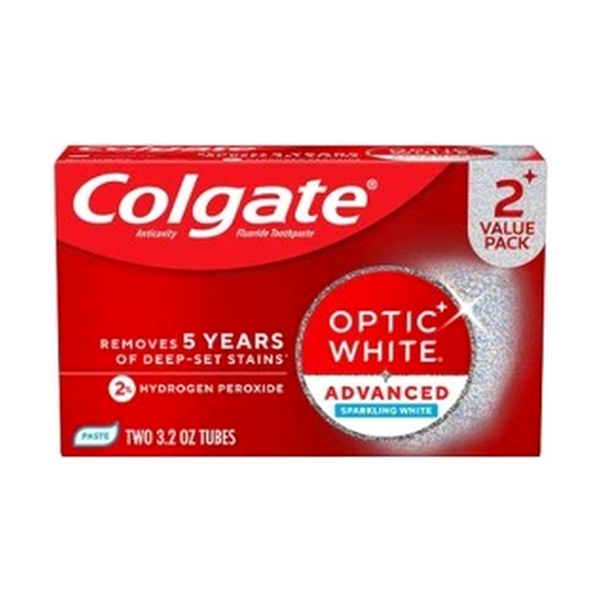 Colgate®
Anticavity Fluoride Toothpaste
2
VALUE
PACK
REMOVES 5 YEARS
OF DEEP-SET STAINS*
2% HYDROGEN PEROXIDE
OPTIC
WHITE®
ADVANCED
SPARKLING WHITE
PASTE
TWO 3.2 OZ TUBES